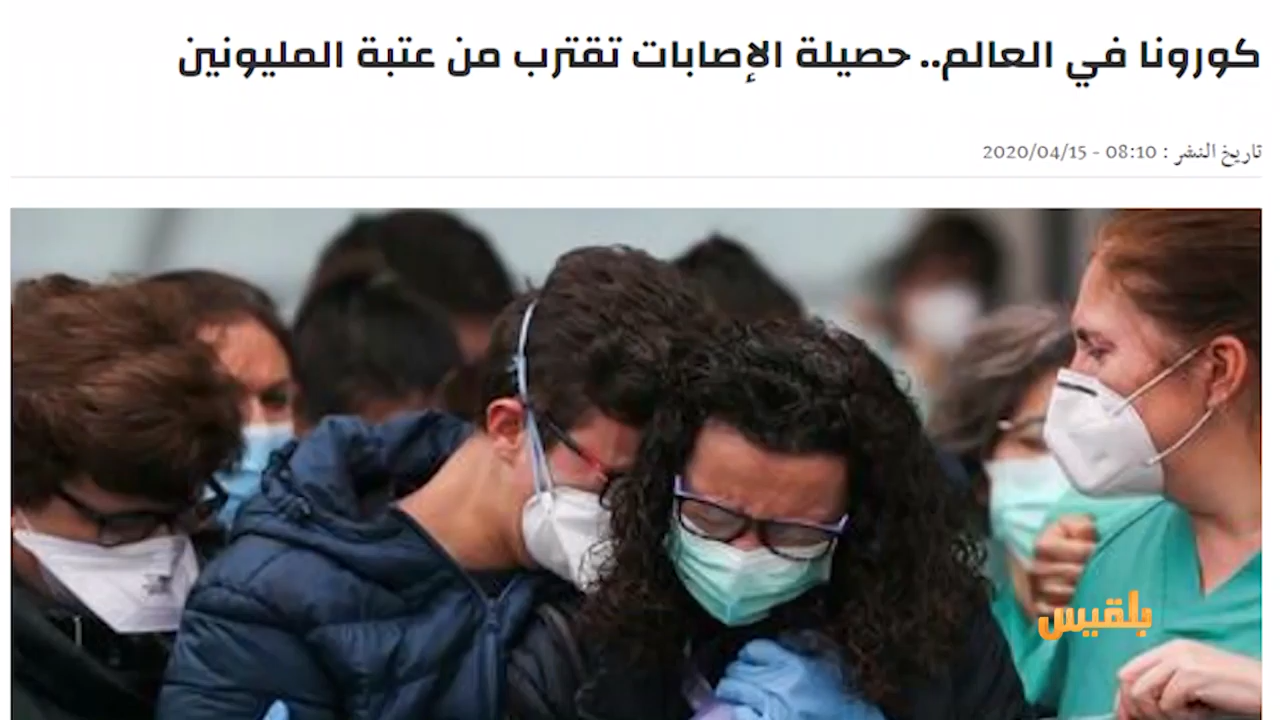 كورونا في العالم.. حصيلة الإصابات تقترب من عتبة المليونين
تاريخ النشر : 08:10 - 2020/04/15
بلقيس